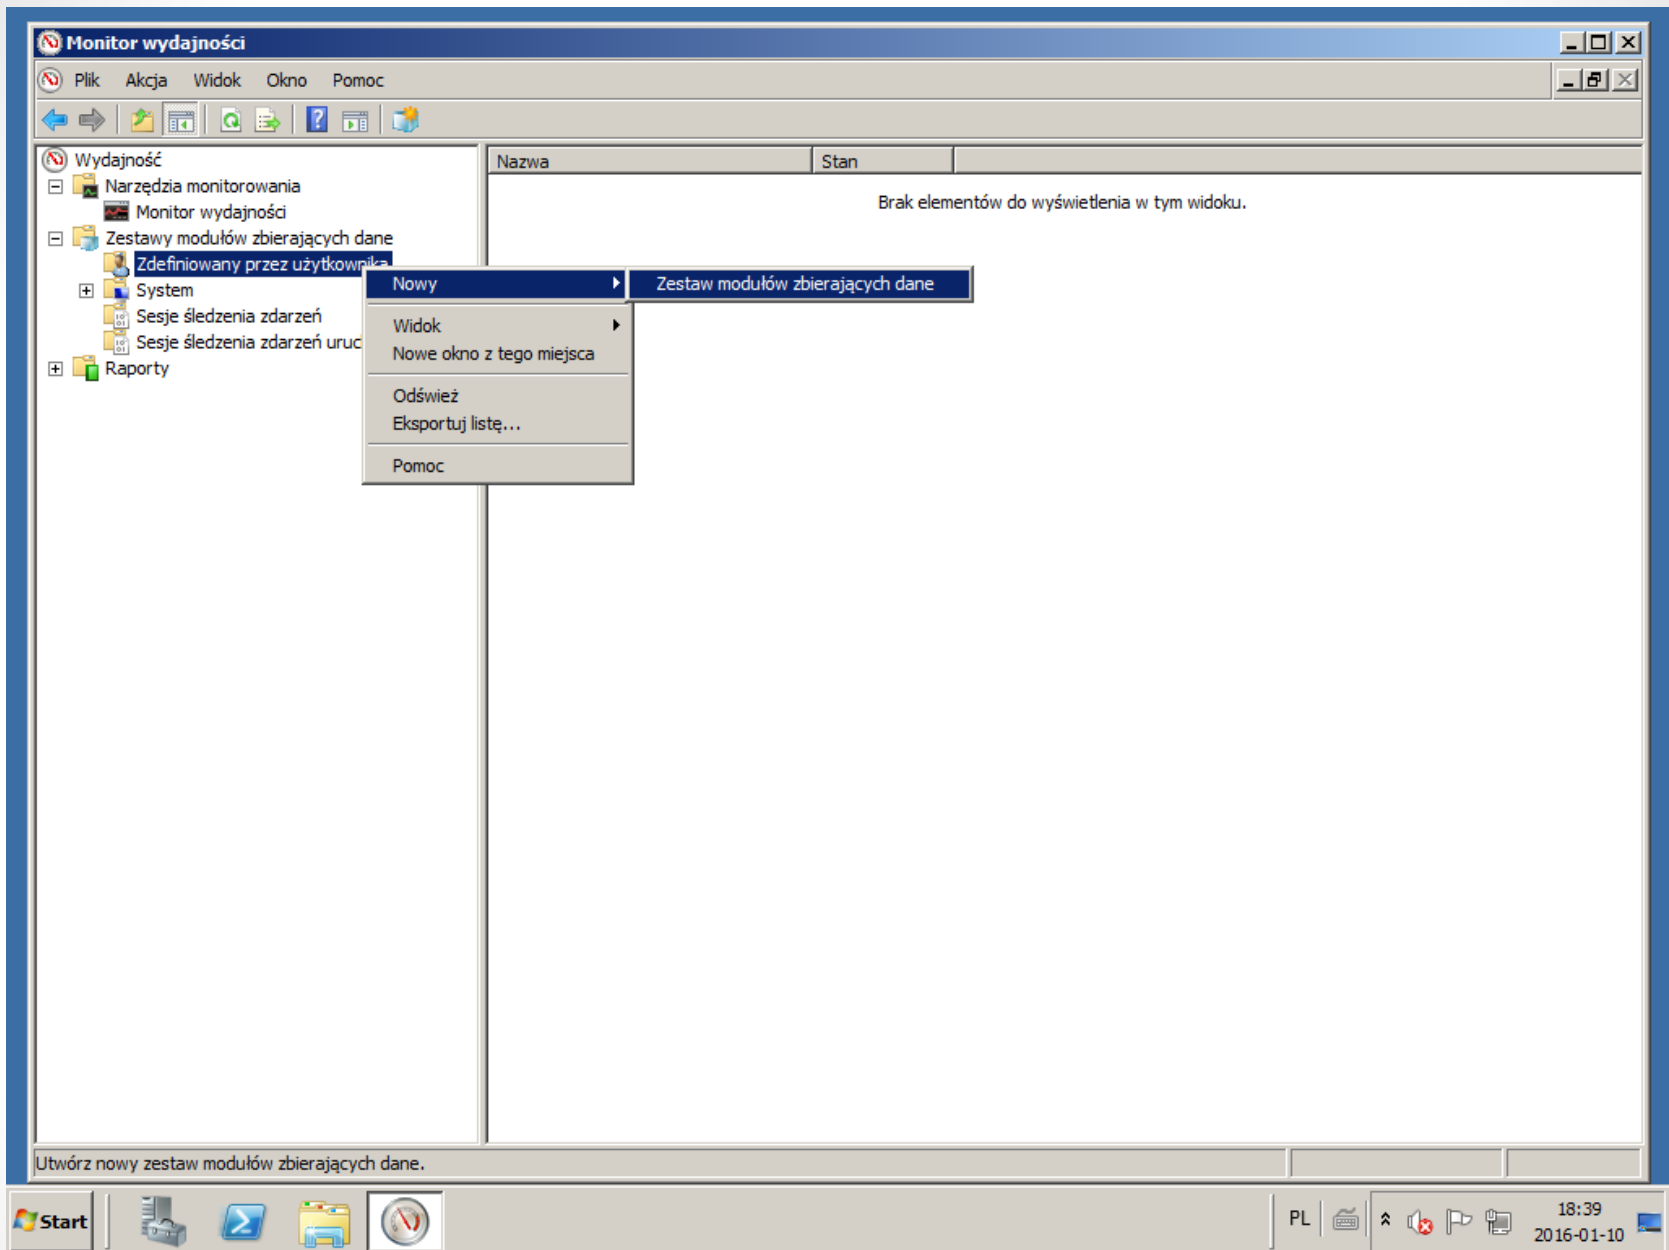 Monitor wydajności
Plik Akcja Widok Okno Pomoc
Wydajność
Narzędzia monitorowania
Monitor wydajności
Zestawy modułów zbierających dane
Zdefiniowany przez użytkownika
System
Sesje śledzenia zdarzeń
Sesje śledzenia zdarzeń uruc
Raporty
Nazwa Stan
Brak elementów do wyświetlenia w tym widoku.
Nowy
Zestaw modułów zbierających dane
Widok
Nowe okno z tego miejsca
Odśwież
Eksportuj listę...
Pomoc
Utwórz nowy zestaw modułów zbierających dane.
Start
PL
18:39
2016-01-10